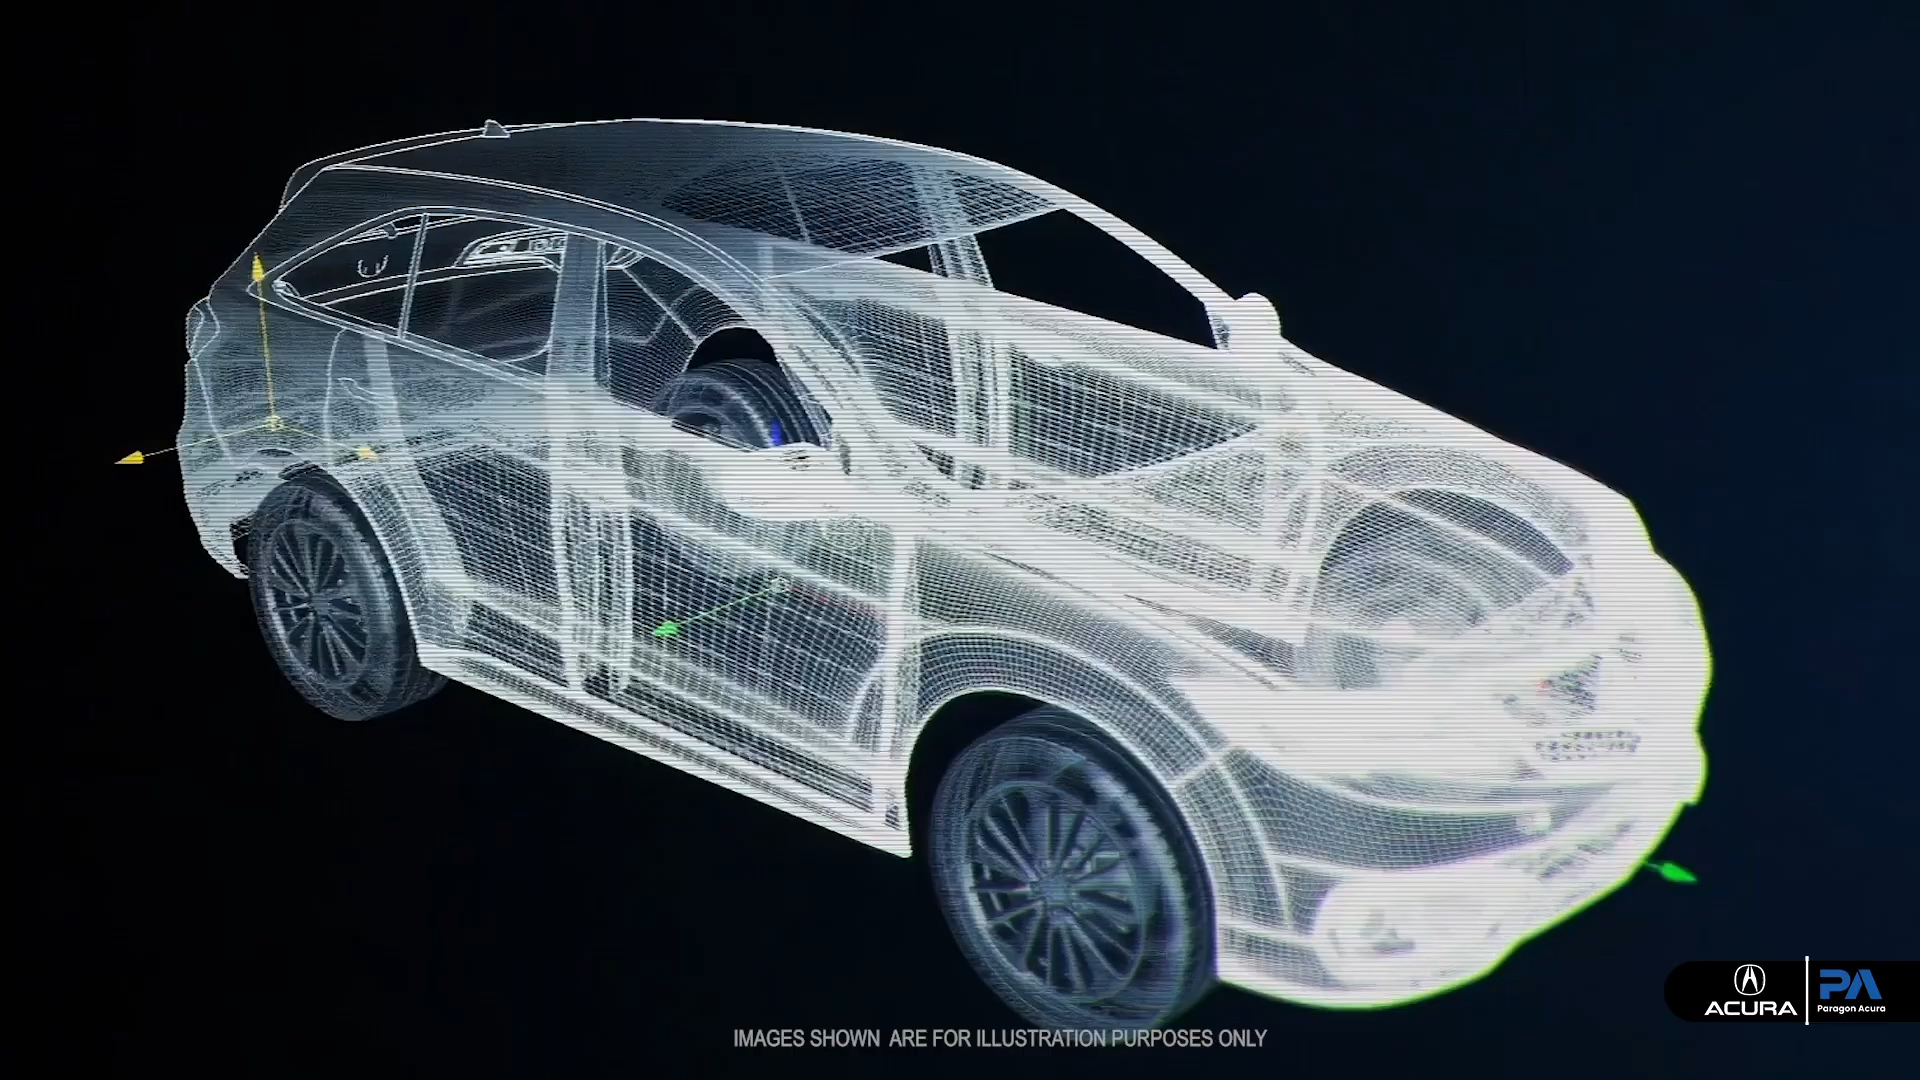 IMAGES SHOWN ARE FOR ILLUSTRATION PURPOSES ONLY
ACURA
PA
Paragon Acura